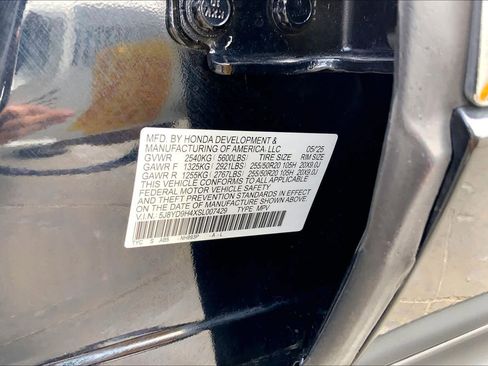 MFD. BY HONDA DEVELOPMENT &
MANUFACTURING OF AMERICA, LLC 05/25
GVWR 2540KG/ 5600LBS TIRE SIZE RIM SIZE
GAWR F 1325KG/ 2921LBS 255/50R20 105H 20X9.0J
GAWR R 1255KG/ 2767LBS 255/50R20 105H 20X9.0J
THIS VEHICLE CONFORMS TO ALL APPLICABLE
FEDERAL MOTOR VEHICLE SAFETY
AND THEFT PREVENTION STANDARDS IN EFFECT
ON THE DATE OF MANUFACTURE SHOWN ABOVE.
V.I.N.: 5J8YD9H4XSL007429 TYPE: MPV
TYC S A- L